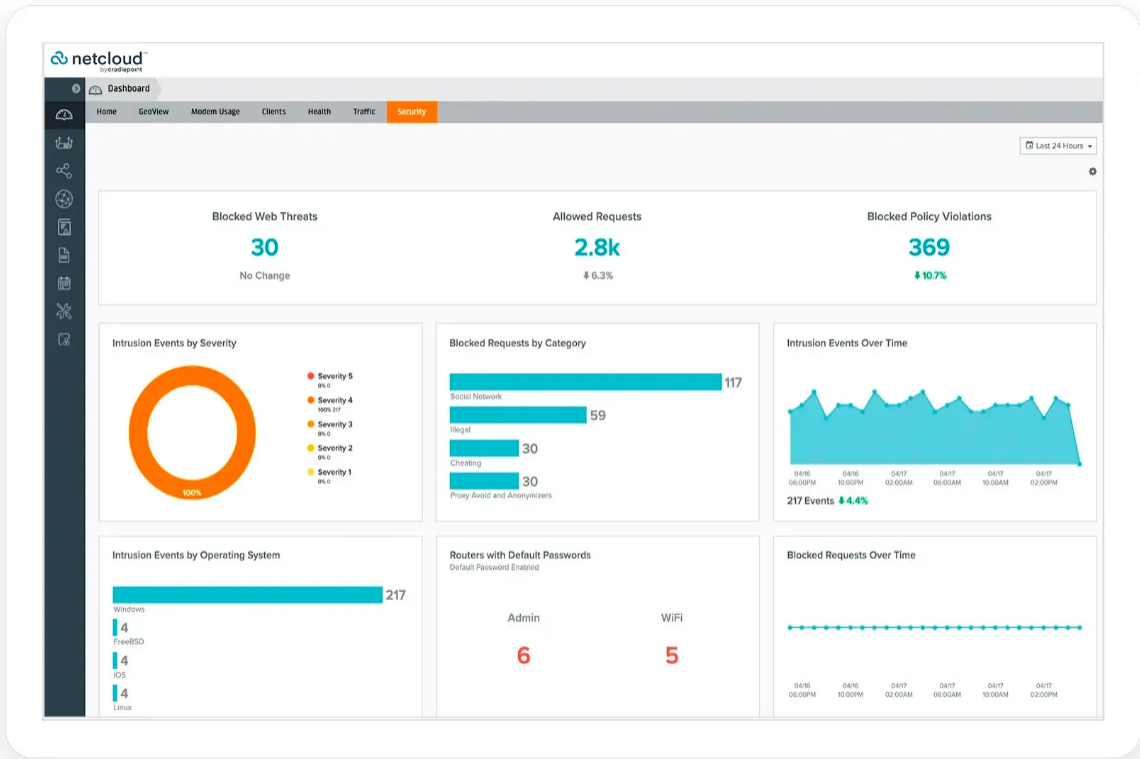 netcloud™
by cradlepoint
Dashboard
Home GeoView Modem Usage Clients Health Traffic Security
Last 24 Hours
Blocked Web Threats
30
No Change
Allowed Requests
2.8k
6.3%
Blocked Policy Violations
369
10.7%
Intrusion Events by Severity
100%
Severity 5
0% 0
Severity 4
100% 217
Severity 3
0% 0
Severity 2
0% 0
Severity 1
0% 0
Blocked Requests by Category
117
Social Network
59
Illegal
30
Cheating
30
Proxy Avoid and Anonymizers
Intrusion Events Over Time
04/16 04/16 04/17 04/17 04/17 04/17
06:00PM 10:00PM 02:00AM 06:00AM 10:00AM 02:00PM
217 Events 4.4%
Intrusion Events by Operating System
217
Windows
4
FreeBSD
4
iOS
4
Linux
Routers with Default Passwords
Default Password Enabled
Admin WiFi
6 5
Blocked Requests Over Time
04/16 04/16 04/17 04/17 04/17 04/17
06:00PM 10:00PM 02:00AM 06:00AM 10:00AM 02:00PM